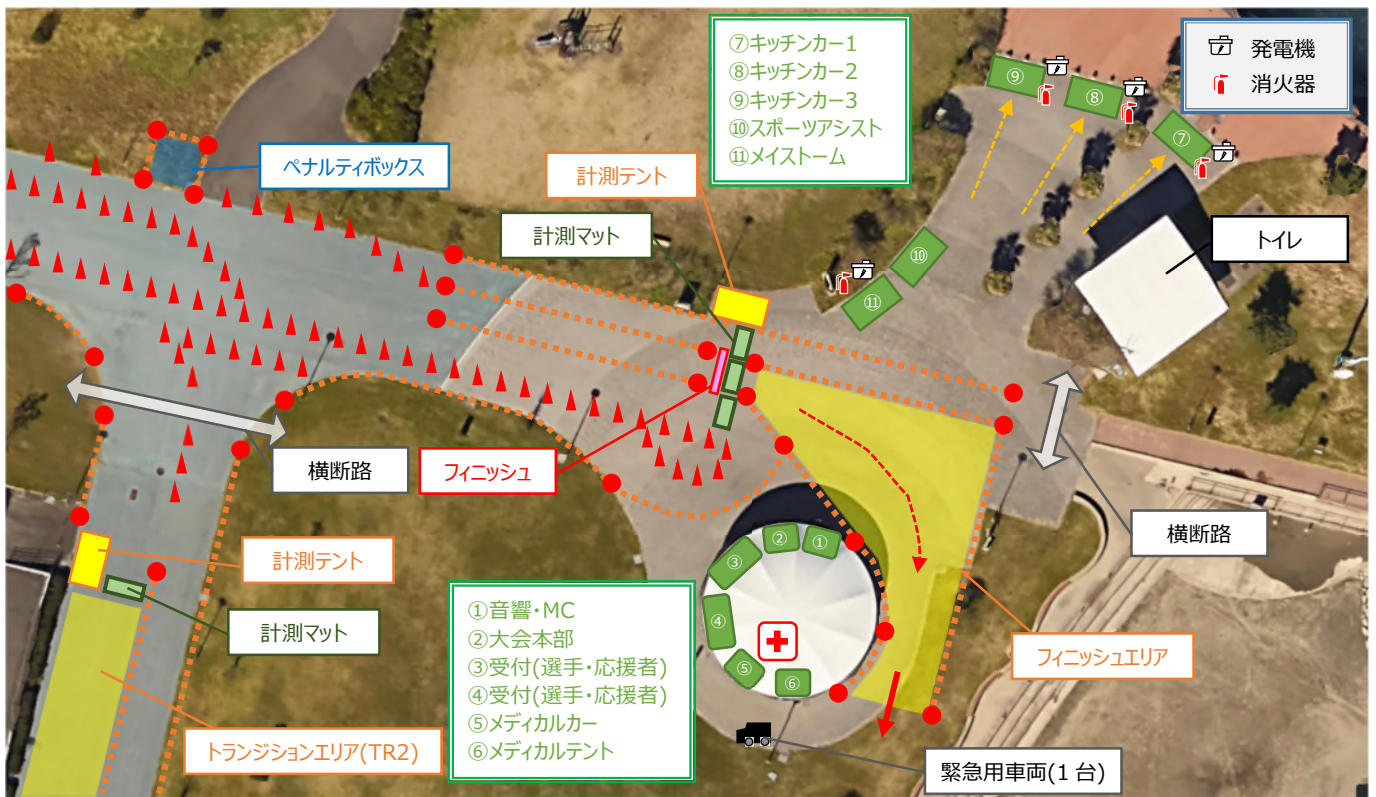 ⑦キッチンカー1
⑧キッチンカー2
⑨キッチンカー3
⑩スポーツアシスト
⑪メイストーム
発電機
消火器
⑨
⑧
⑦
ペナルティボックス
計測テント
計測マット
トイレ
⑩
⑪
横断路
フィニッシュ
横断路
計測テント
計測マット
①音響・MC
②大会本部
③受付(選手・応援者)
④受付(選手・応援者)
⑤メディカルカー
⑥メディカルテント
②
①
③
④
⑤
⑥
フィニッシュエリア
トランジションエリア(TR2)
緊急用車両(1台)